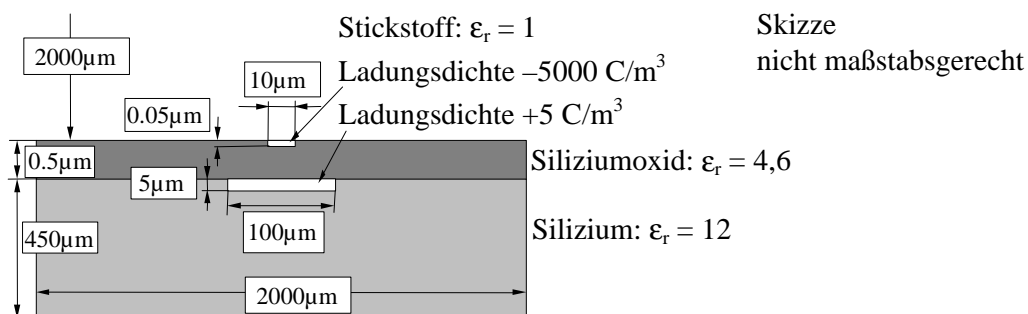 Stickstoff: εr = 1
Skizze
nicht maßstabsgerecht
2000µm
10µm
Ladungsdichte –5000 C/m³
0.05µm
Ladungsdichte +5 C/m³
0.5µm
Siliziumoxid: εr = 4,6
5µm
100µm
450µm
Silizium: εr = 12
2000µm